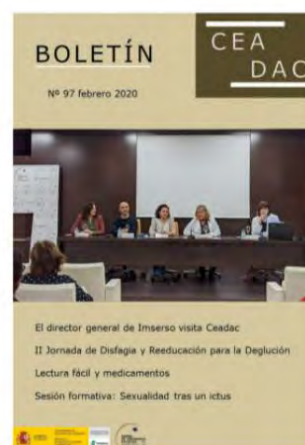 BOLETÍN
CEA
DAC
Nº 97 febrero 2020
El director general de Imserso visita Ceadac
II Jornada de Disfagia y Reeducación para la Deglución
Lectura fácil y medicamentos
Sesión formativa: Sexualidad tras un ictus